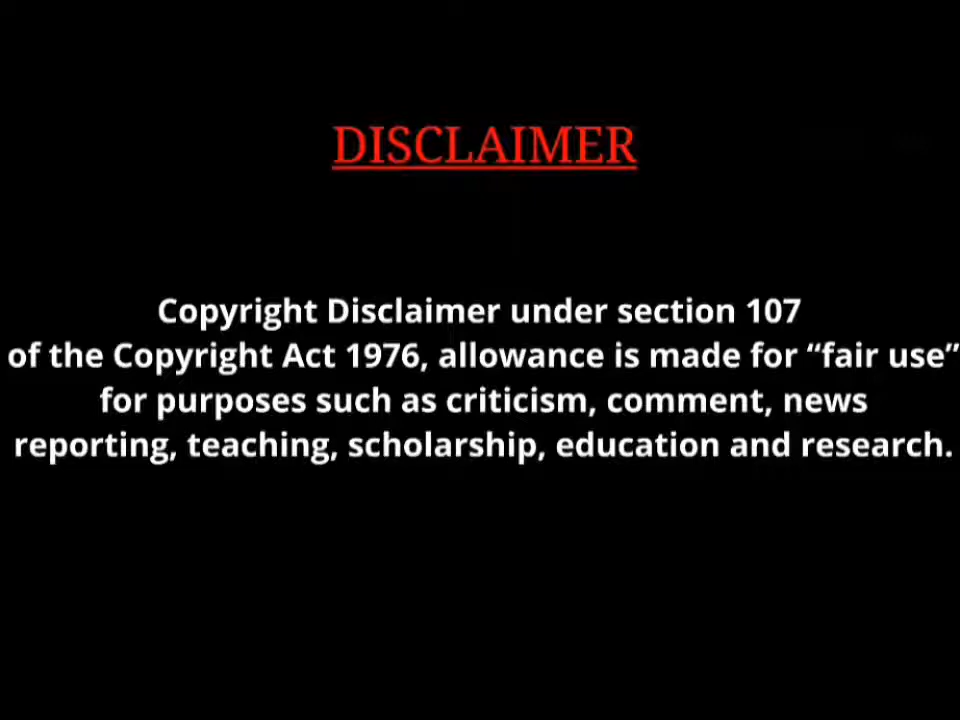 DISCLAIMER
Copyright Disclaimer under section 107
of the Copyright Act 1976, allowance is made for “fair use”
for purposes such as criticism, comment, news
reporting, teaching, scholarship, education and research.